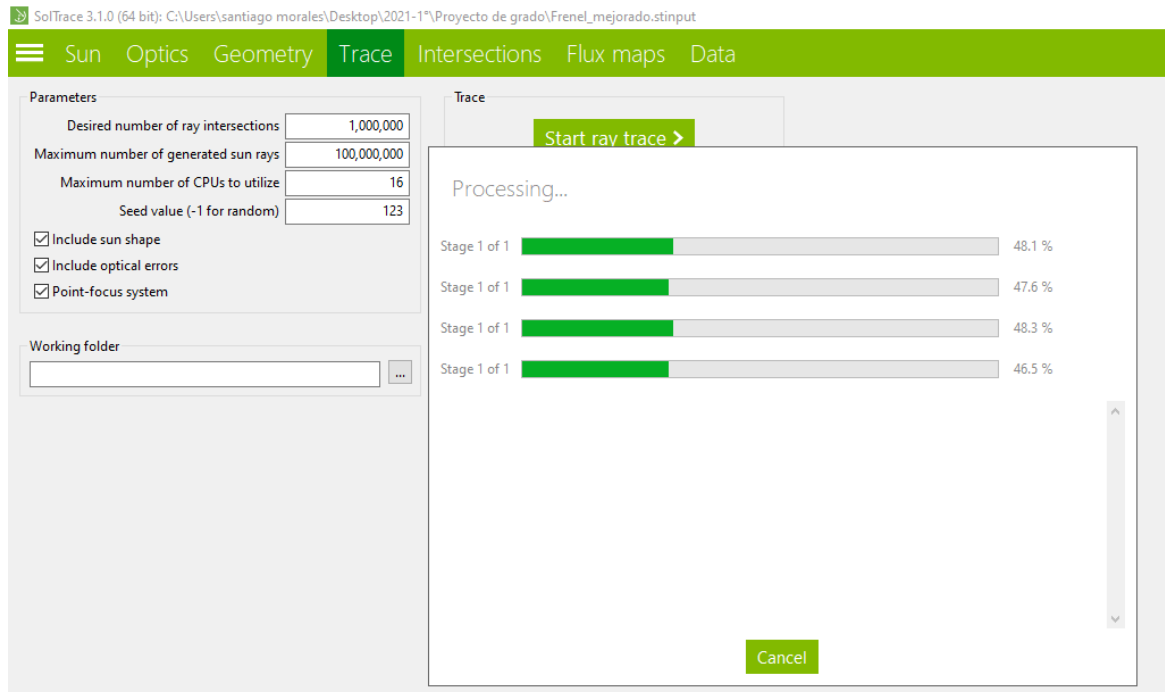 SolTrace 3.1.0 (64 bit): C:\Users\santiago morales\Desktop\2021-1°\Proyecto de grado\Frenel_mejorado.stinput
Sun Optics Geometry Trace Intersections Flux maps Data
Parameters
Desired number of ray intersections 1,000,000
Maximum number of generated sun rays 100,000,000
Maximum number of CPUs to utilize 16
Seed value (-1 for random) 123
Include sun shape
Include optical errors
Point-focus system
Working folder
...
Trace
Start ray trace >
Processing...
Stage 1 of 1 48.1 %
Stage 1 of 1 47.6 %
Stage 1 of 1 48.3 %
Stage 1 of 1 46.5 %
Cancel